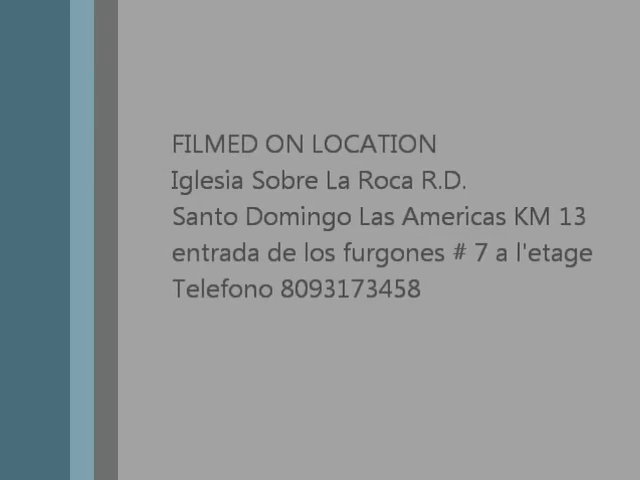 FILMED ON LOCATION
Iglesia Sobre La Roca R.D.
Santo Domingo Las Americas KM 13
entrada de los furgones # 7 a l'etage
Telefono 8093173458